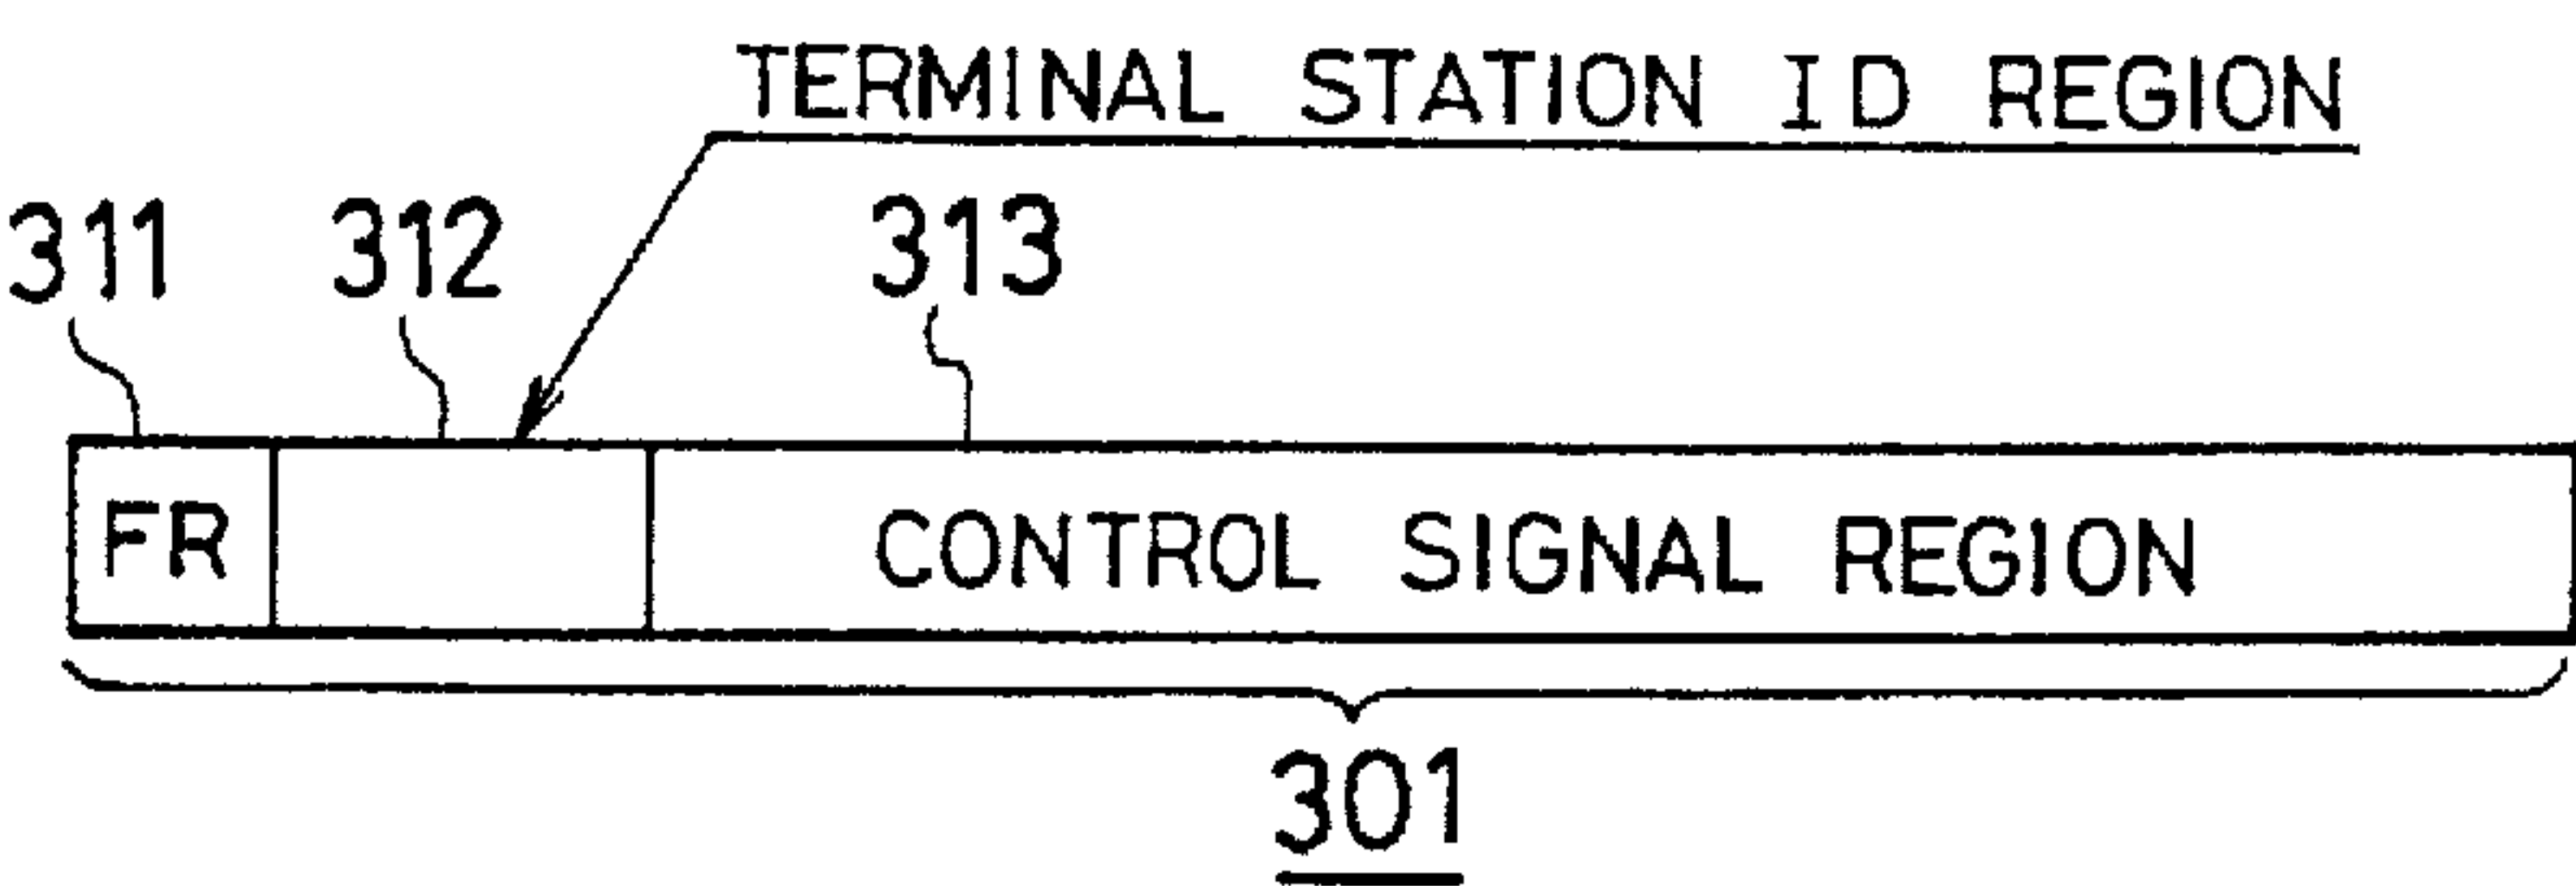 TERMINAL STATION ID REGION
311 312 313
FR CONTROL SIGNAL REGION
301